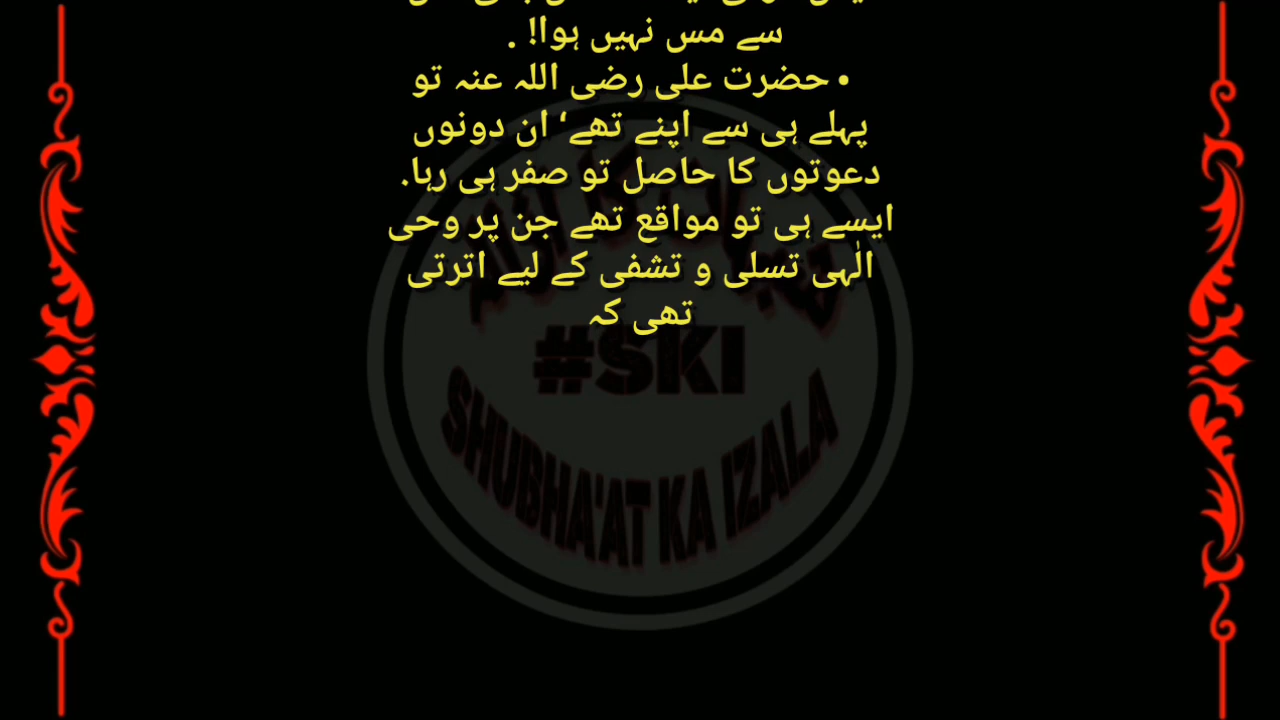 سے مس نہیں ہوا! .
• حضرت علی رضی اللہ عنہ تو
پہلے ہی سے اپنے تھے‘ ان دونوں
دعوتوں کا حاصل تو صفر ہی رہا.
ایسے ہی تو مواقع تھے جن پر وحی
الٰہی تسلی و تشفی کے لیے اترتی
تھی کہ
#SKI
SHUBHA'AT KA IZALA